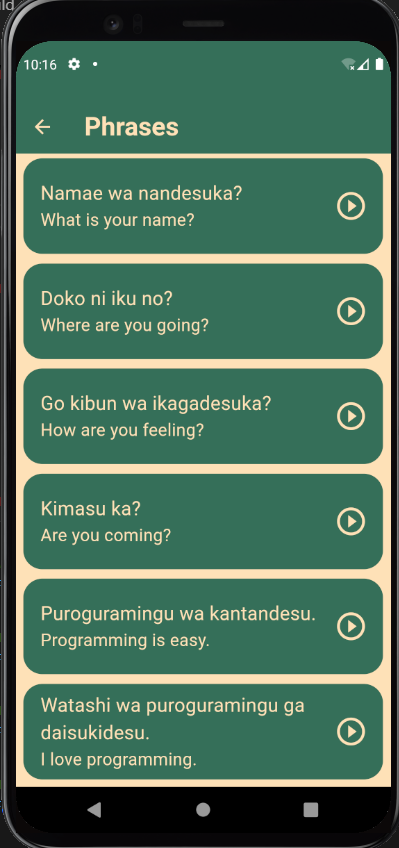 ld
10:16
Phrases
Namae wa nandesuka?
What is your name?
Doko ni iku no?
Where are you going?
Go kibun wa ikagadesuka?
How are you feeling?
Kimasu ka?
Are you coming?
Puroguramingu wa kantandesu.
Programming is easy.
Watashi wa puroguramingu ga
daisukidesu.
I love programming.